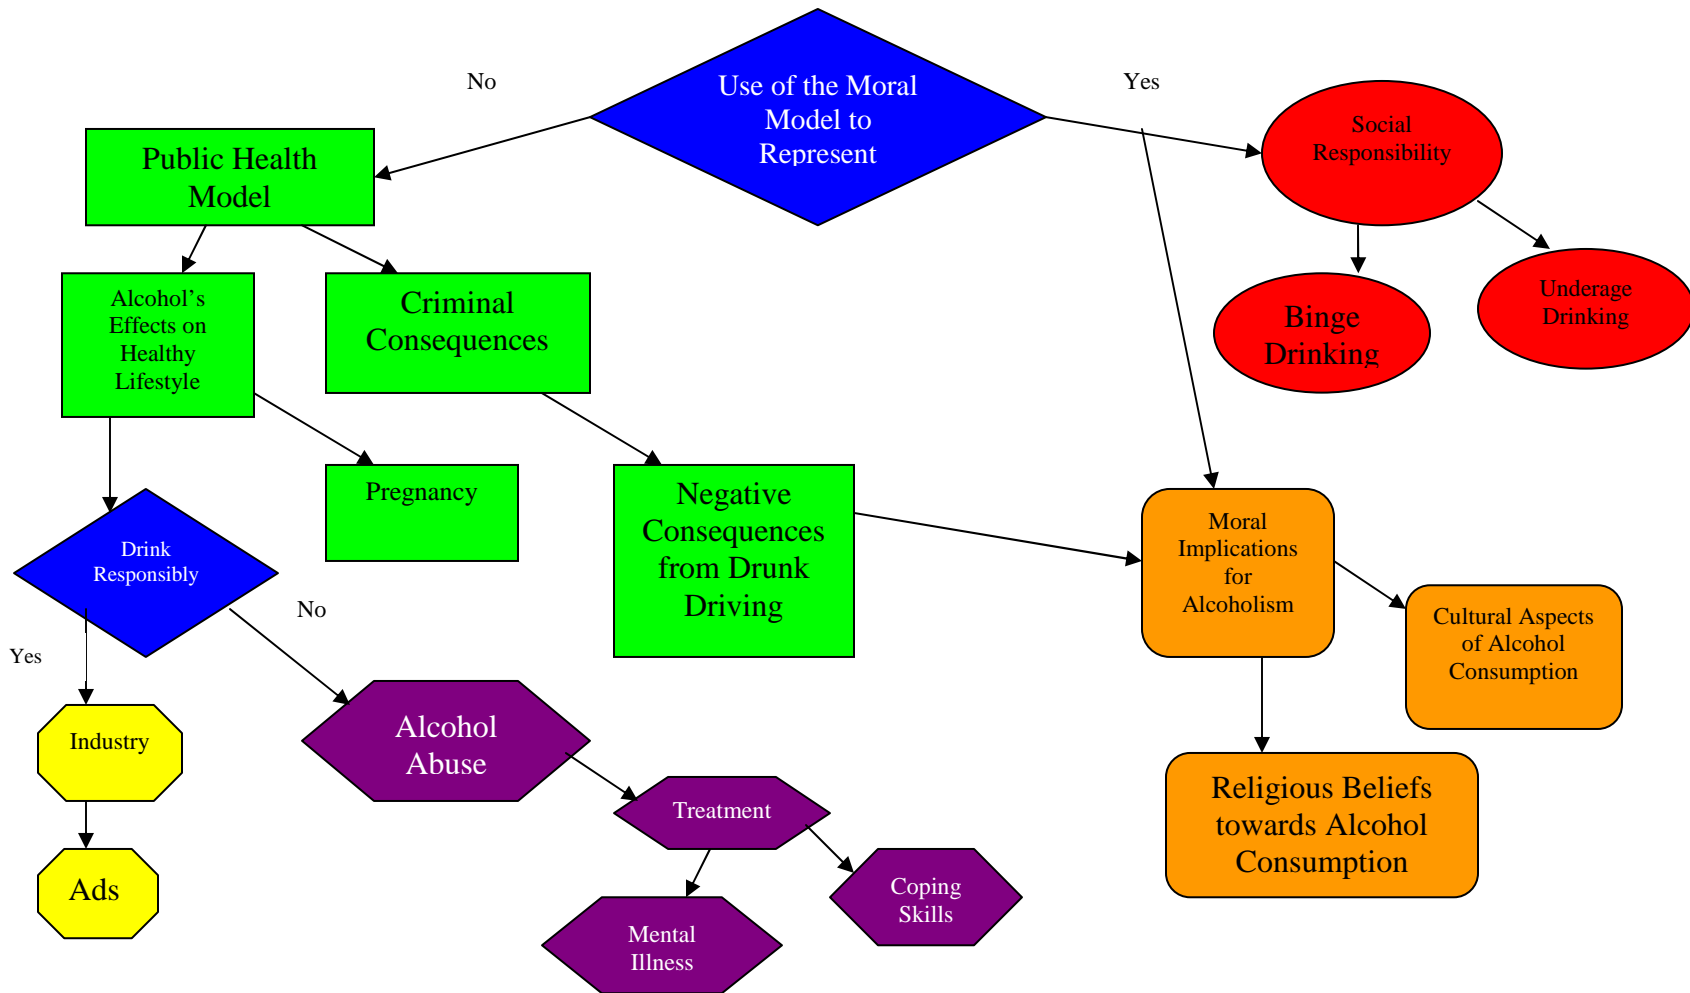 No
Use of the Moral
Model to
Represent
Yes
Social
Responsibility
Public Health
Model
Alcohol's
Effects on
Healthy
Lifestyle
Criminal
Consequences
Binge
Drinking
Underage
Drinking
Pregnancy
Negative
Consequences
from Drunk
Driving
Moral
Implications
for
Alcoholism
Drink
Responsibly
No
Yes
Cultural Aspects
of Alcohol
Consumption
Industry
Alcohol
Abuse
Treatment
Religious Beliefs
towards Alcohol
Consumption
Ads
Coping
Skills
Mental
Illness